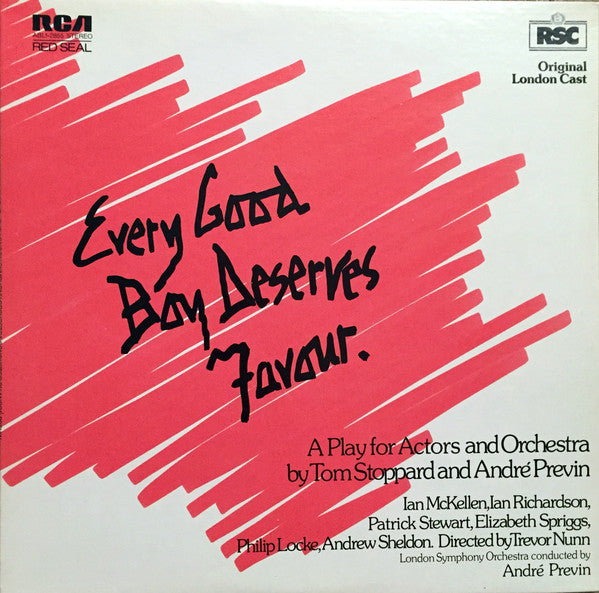 RCA
ABL1-2855 STEREO
RED SEAL
RSC
Original
London Cast
Every Good
Boy Deserves
Favour.
A Play for Actors and Orchestra
by Tom Stoppard and André Previn
Ian McKellen, Ian Richardson,
Patrick Stewart, Elizabeth Spriggs,
Philip Locke, Andrew Sheldon. Directed by Trevor Nunn
London Symphony Orchestra conducted by
André Previn